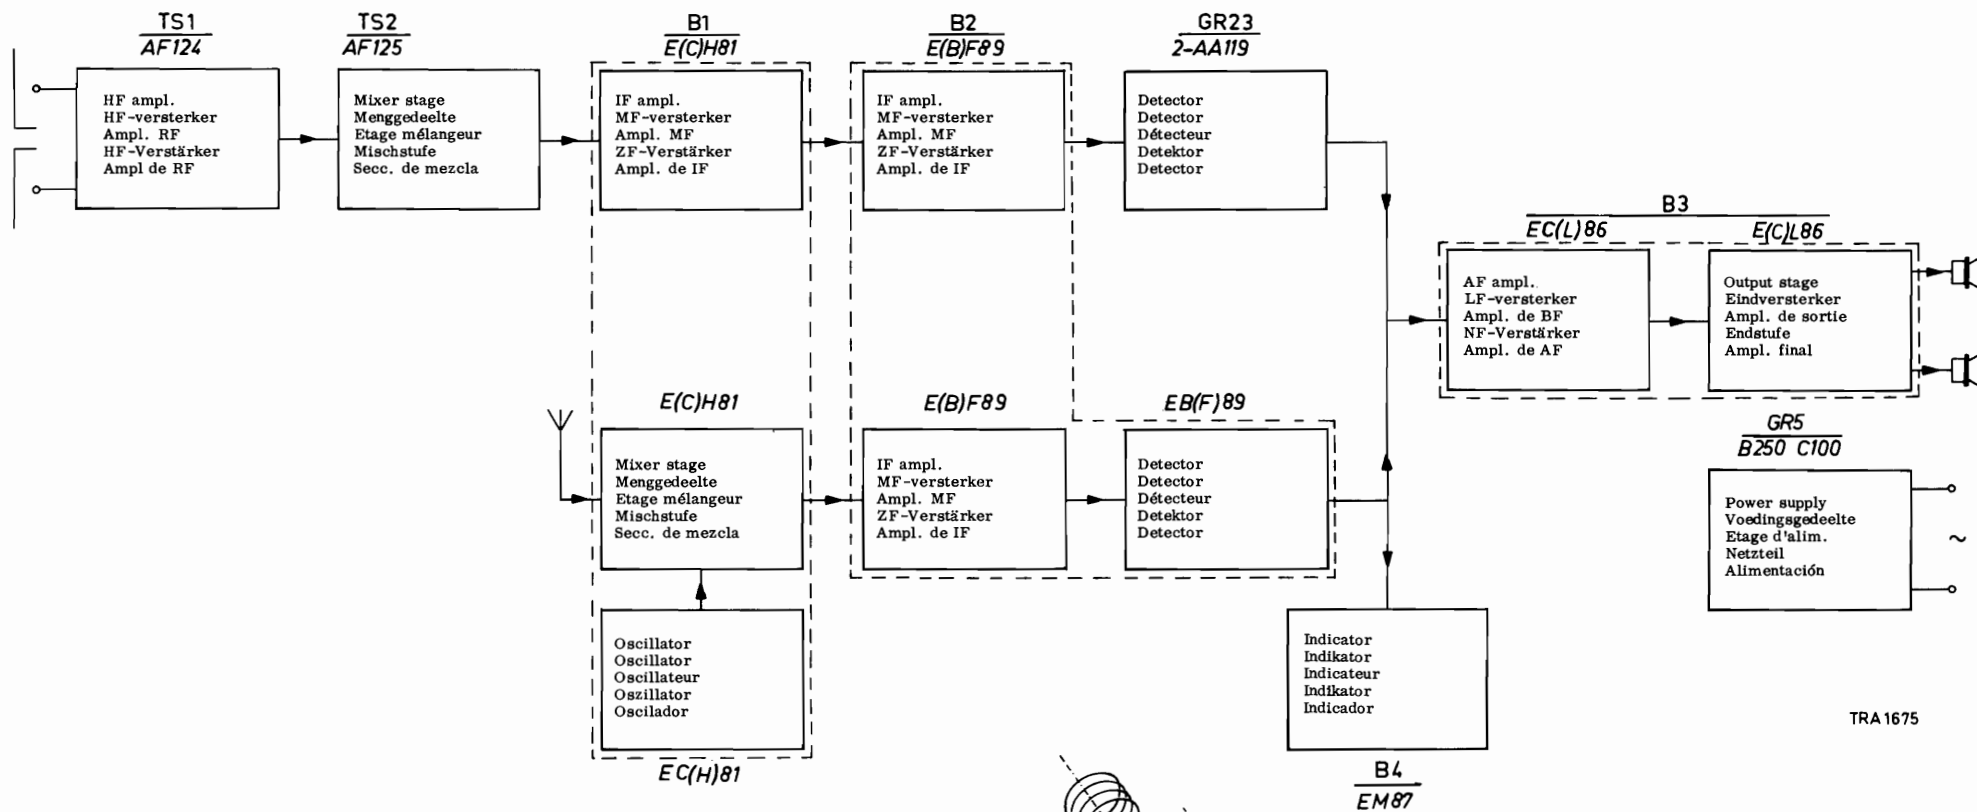 TS1
AF124
HF ampl.
HF-versterker
Ampl. RF
HF-Verstärker
Ampl de RF
TS2
AF125
Mixer stage
Menggedeelte
Etage mélangeur
Mischstufe
Secc. de mezcla
B1
E(C)H81
IF ampl.
MF-versterker
Ampl. MF
ZF-Verstärker
Ampl. de IF
B2
E(B)F89
IF ampl.
MF-versterker
Ampl. MF
ZF-Verstärker
Ampl. de IF
GR23
2-AA119
Detector
Detector
Détecteur
Detektor
Detector
B3
EC(L)86
AF ampl.
LF-versterker
Ampl. de BF
NF-Verstärker
Ampl. de AF
E(C)L86
Output stage
Eindversterker
Ampl. de sortie
Endstufe
Ampl. final
E(C)H81
Mixer stage
Menggedeelte
Etage mélangeur
Mischstufe
Secc. de mezcla
E(B)F89
IF ampl.
MF-versterker
Ampl. MF
ZF-Verstärker
Ampl. de IF
EB(F)89
Detector
Detector
Détecteur
Detektor
Detector
GR5
B250 C100
Power supply
Voedingsgedeelte
Etage d'alim.
Netzteil
Alimentación
~
Oscillator
Oscillator
Oscillateur
Oszillator
Oscilador
EC(H)81
Indicator
Indikator
Indicateur
Indikator
Indicador
B4
EM87
TRA1675